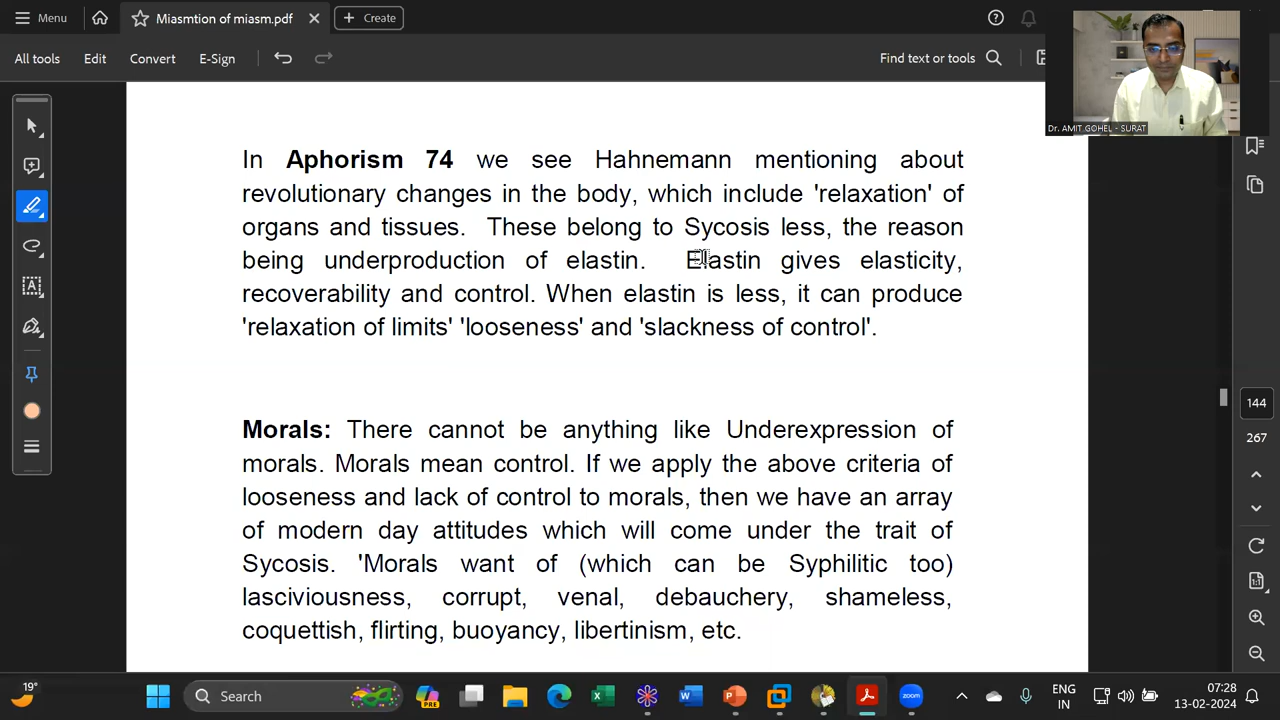 Menu
Miasmtion of miasm.pdf
Create
All tools
Edit
Convert
E-Sign
Find text or tools
Dr. AMIT GOHEL - SURAT
In Aphorism 74 we see Hahnemann mentioning about
revolutionary changes in the body, which include 'relaxation' of
organs and tissues. These belong to Sycosis less, the reason
being underproduction of elastin. Elastin gives elasticity,
recoverability and control. When elastin is less, it can produce
'relaxation of limits' 'looseness' and 'slackness of control'.
Morals: There cannot be anything like Underexpression of
morals. Morals mean control. If we apply the above criteria of
looseness and lack of control to morals, then we have an array
of modern day attitudes which will come under the trait of
Sycosis. 'Morals want of (which can be Syphilitic too)
lasciviousness, corrupt, venal, debauchery, shameless,
coquettish, flirting, buoyancy, libertinism, etc.
144
267
19°
Search
PRE
zoom
ENG
IN
07:28
13-02-2024